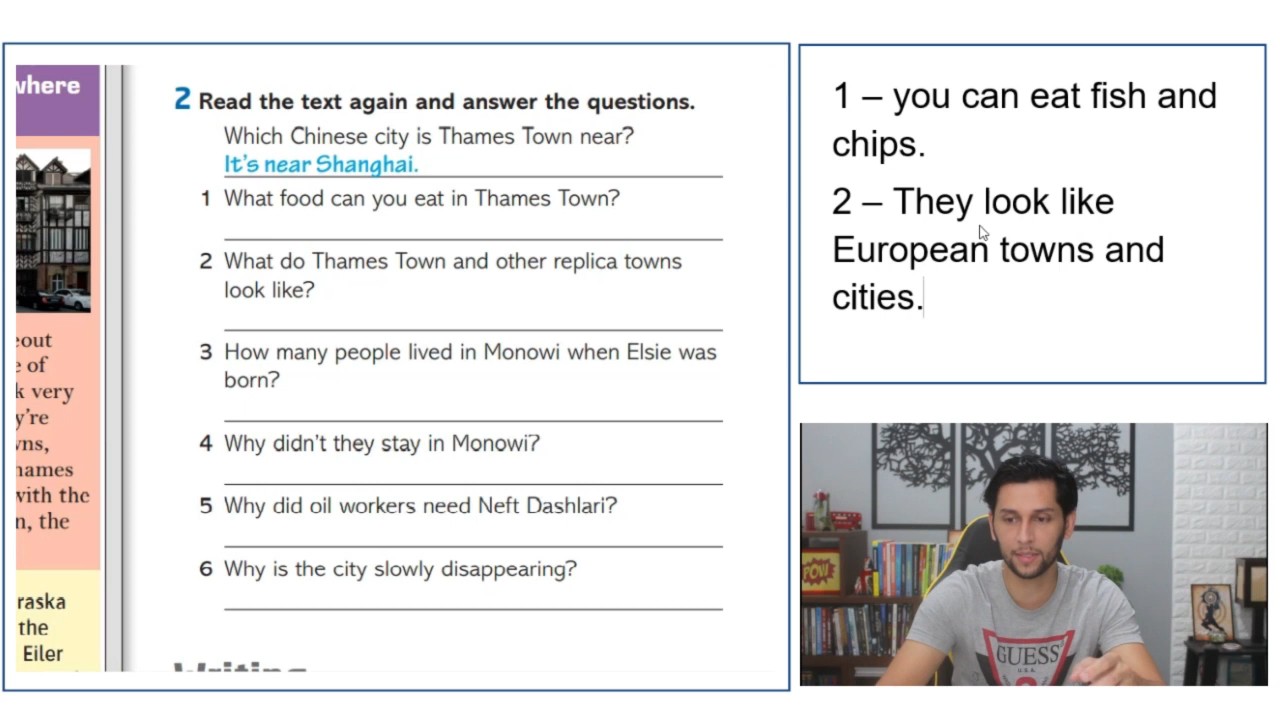 where
eout
e of
k very
y're
wns,
hames
with the
n, the
raska
the
Eiler
2 Read the text again and answer the questions.
Which Chinese city is Thames Town near?
It's near Shanghai.
1 What food can you eat in Thames Town?
2 What do Thames Town and other replica towns
look like?
3 How many people lived in Monowi when Elsie was
born?
4 Why didn't they stay in Monowi?
5 Why did oil workers need Neft Dashlari?
6 Why is the city slowly disappearing?
Writing
1 – you can eat fish and
chips.
2 – They look like
European towns and
cities.
POW!
GUESS
U.S.A.